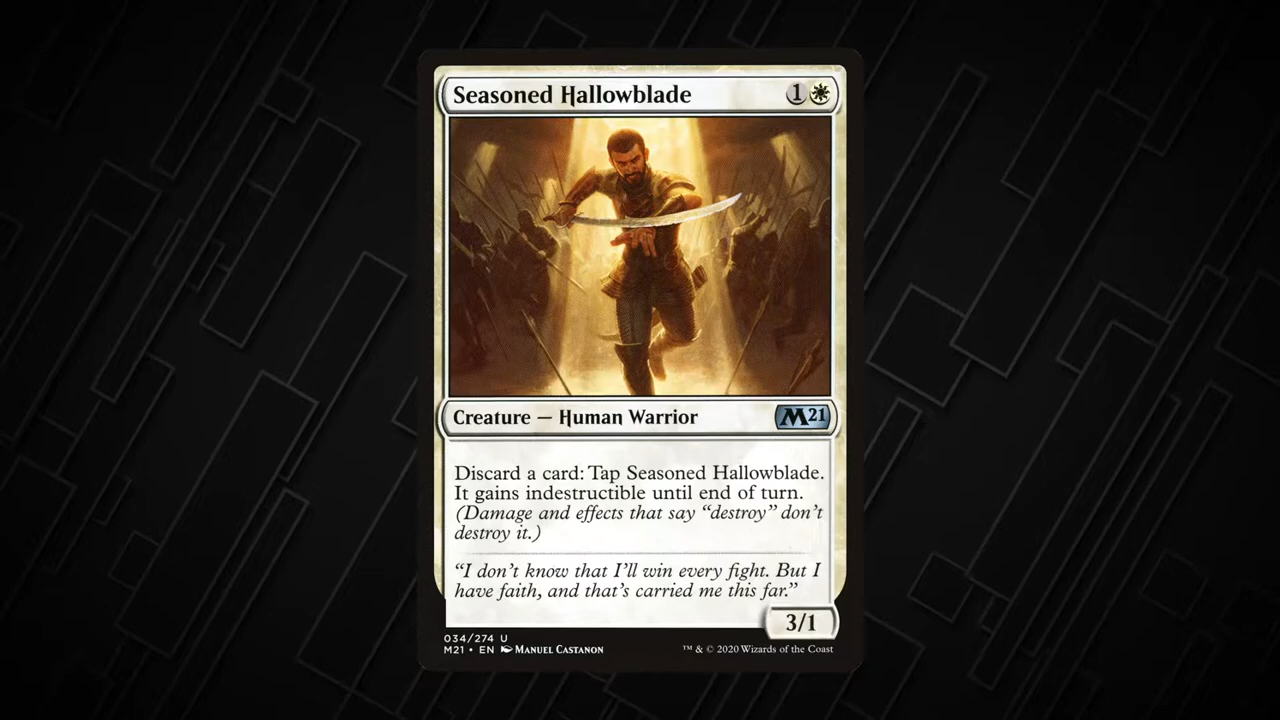 Seasoned Hallowblade 1
Creature — Human Warrior M21
Discard a card: Tap Seasoned Hallowblade.
It gains indestructible until end of turn.
(Damage and effects that say “destroy” don’t
destroy it.)
“I don’t know that I’ll win every fight. But I
have faith, and that’s carried me this far.”
3/1
034/274 U
M21 • EN Manuel Castanon ™ & © 2020 Wizards of the Coast